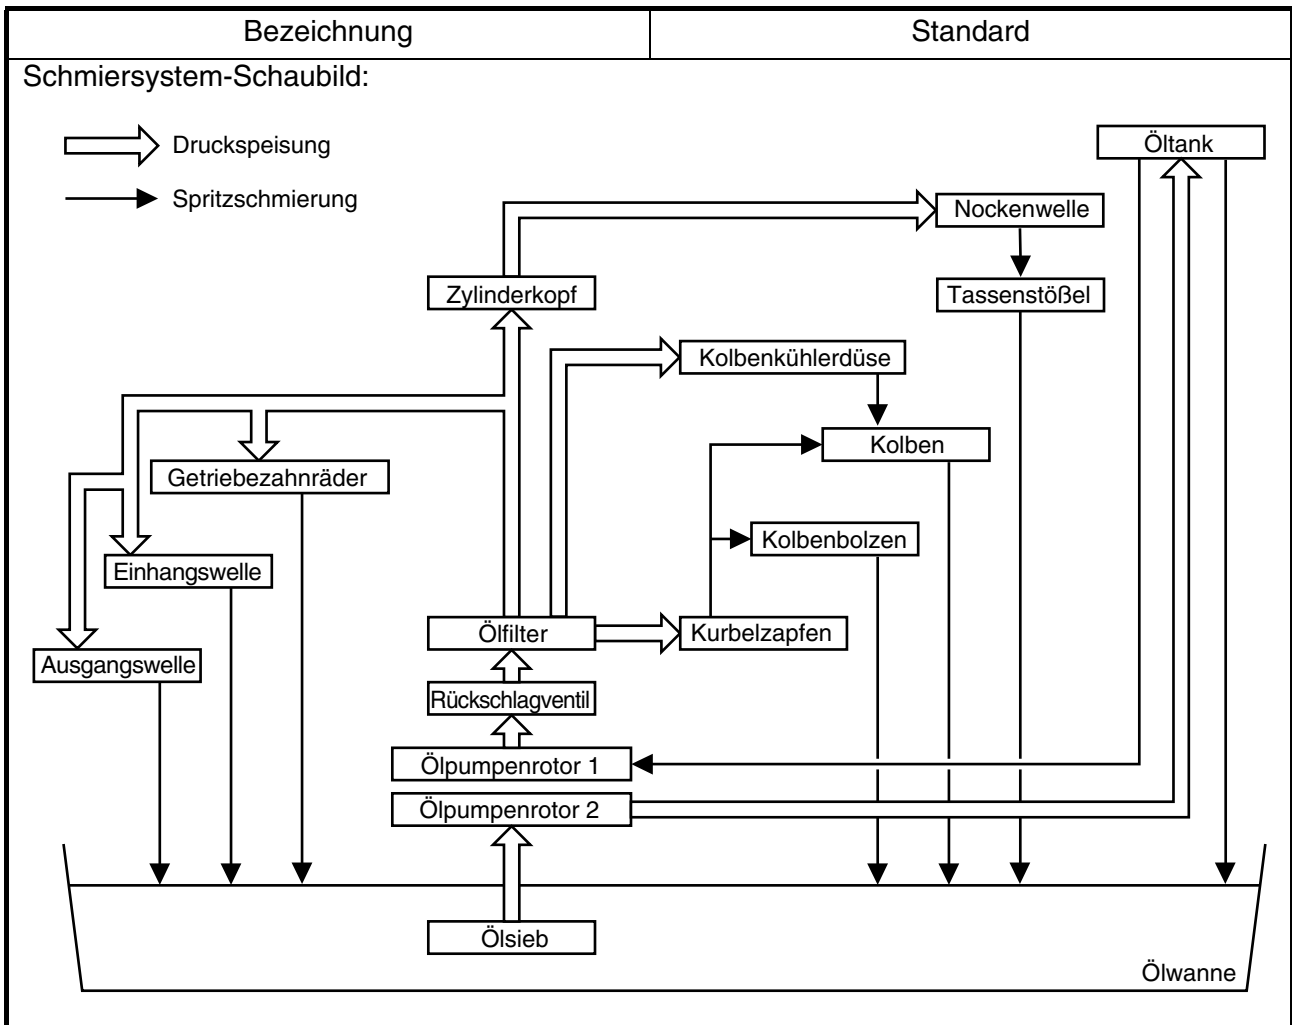 Bezeichnung
Standard
Schmiersystem-Schaubild:
Druckspeisung
Öltank
Spritzschmierung
Nockenwelle
Zylinderkopf
Tassenstößel
Kolbenkühlerdüse
Kolben
Getriebezahnräder
Kolbenbolzen
Einhangswelle
Ölfilter
Kurbelzapfen
Ausgangswelle
Rückschlagventil
Ölpumpenrotor 1
Ölpumpenrotor 2
Ölsieb
Ölwanne